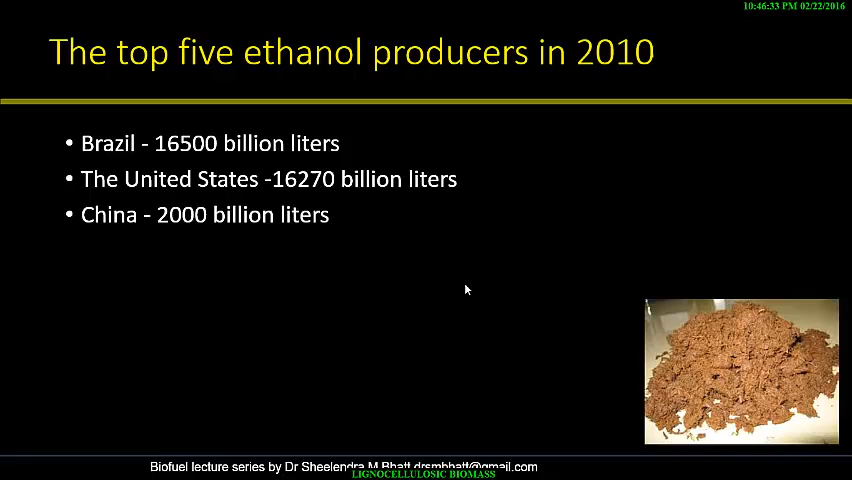 10:46:33 PM 02/22/2016
The top five ethanol producers in 2010
• Brazil - 16500 billion liters
• The United States -16270 billion liters
• China - 2000 billion liters
Biofuel lecture series by Dr Sheelendra M Bhatt drsmbhatt@gmail.com
LIGNOCELLULOSIC BIOMASS